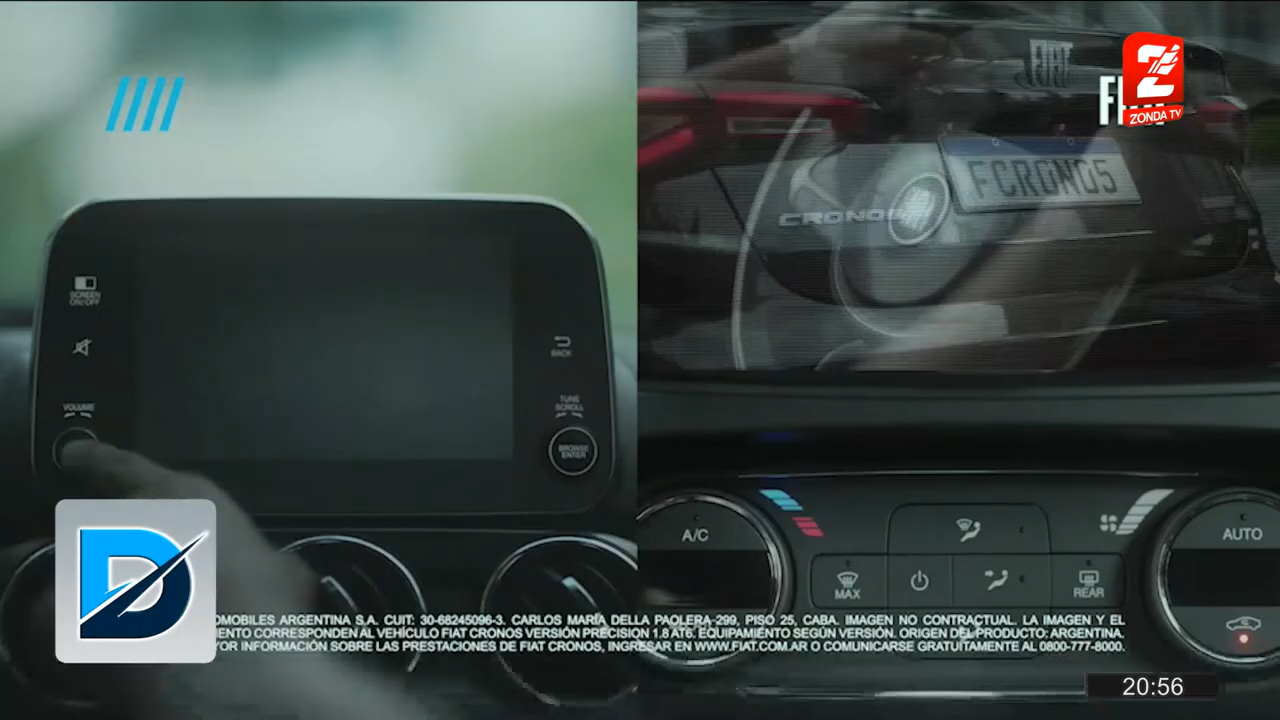 FIAT
ZONDA TV
FIAT
FCRONOS
CRONOS
SCREEN
ON/OFF
BACK
VOLUME
TUNE
SCROLL
BROWSE
ENTER
A/C
AUTO
MAX
REAR
D
OMOBILES ARGENTINA S.A. CUIT: 30-68245096-3. CARLOS MARÍA DELLA PAOLERA 299, PISO 25, CABA. IMAGEN NO CONTRACTUAL. LA IMAGEN Y EL
IENTO CORRESPONDEN AL VEHÍCULO FIAT CRONOS VERSIÓN PRECISION 1.8 AT6. EQUIPAMIENTO SEGÚN VERSIÓN. ORIGEN DEL PRODUCTO: ARGENTINA.
YOR INFORMACIÓN SOBRE LAS PRESTACIONES DE FIAT CRONOS, INGRESAR EN WWW.FIAT.COM.AR O COMUNICARSE GRATUITAMENTE AL 0800-777-8000.
20:56